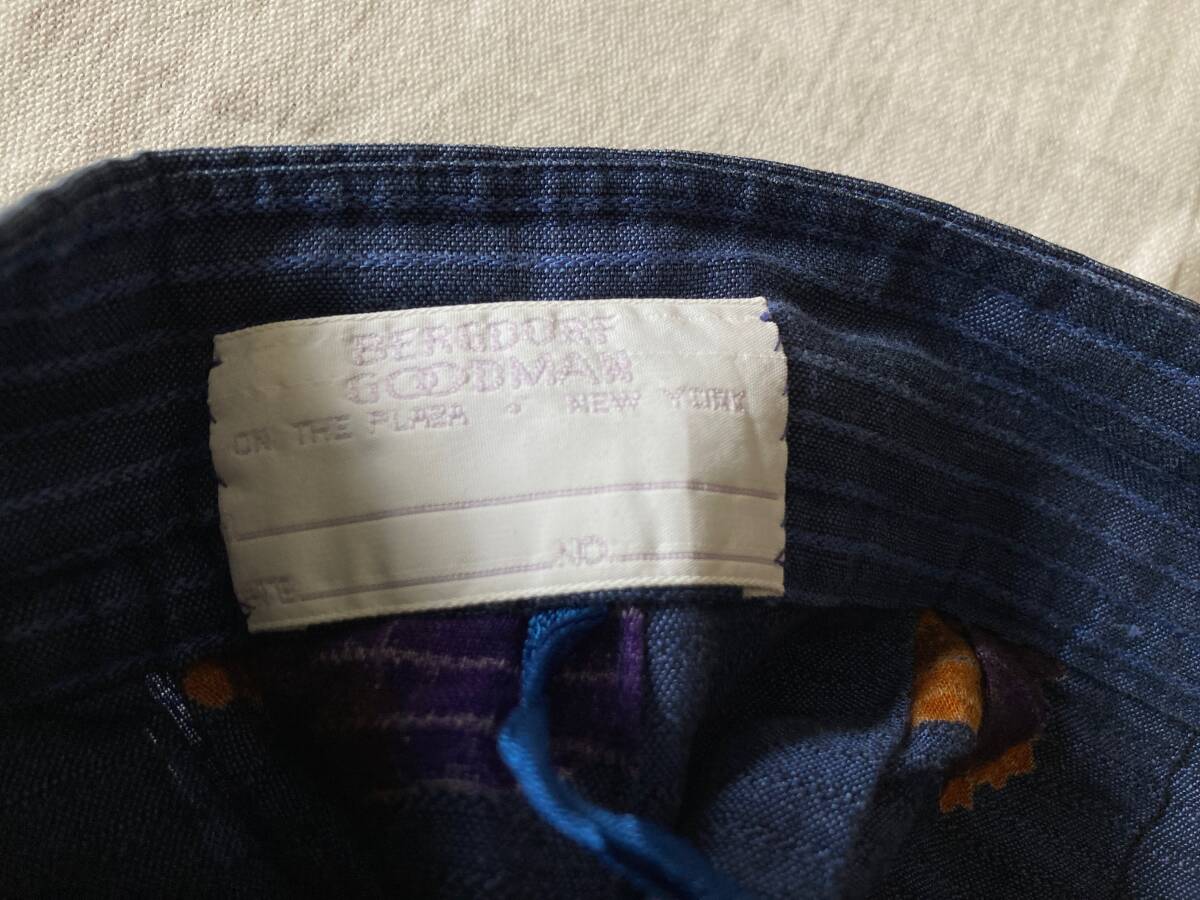 BERGDORF
GOODMAN
ON THE PLAZA • NEW YORK
NO.